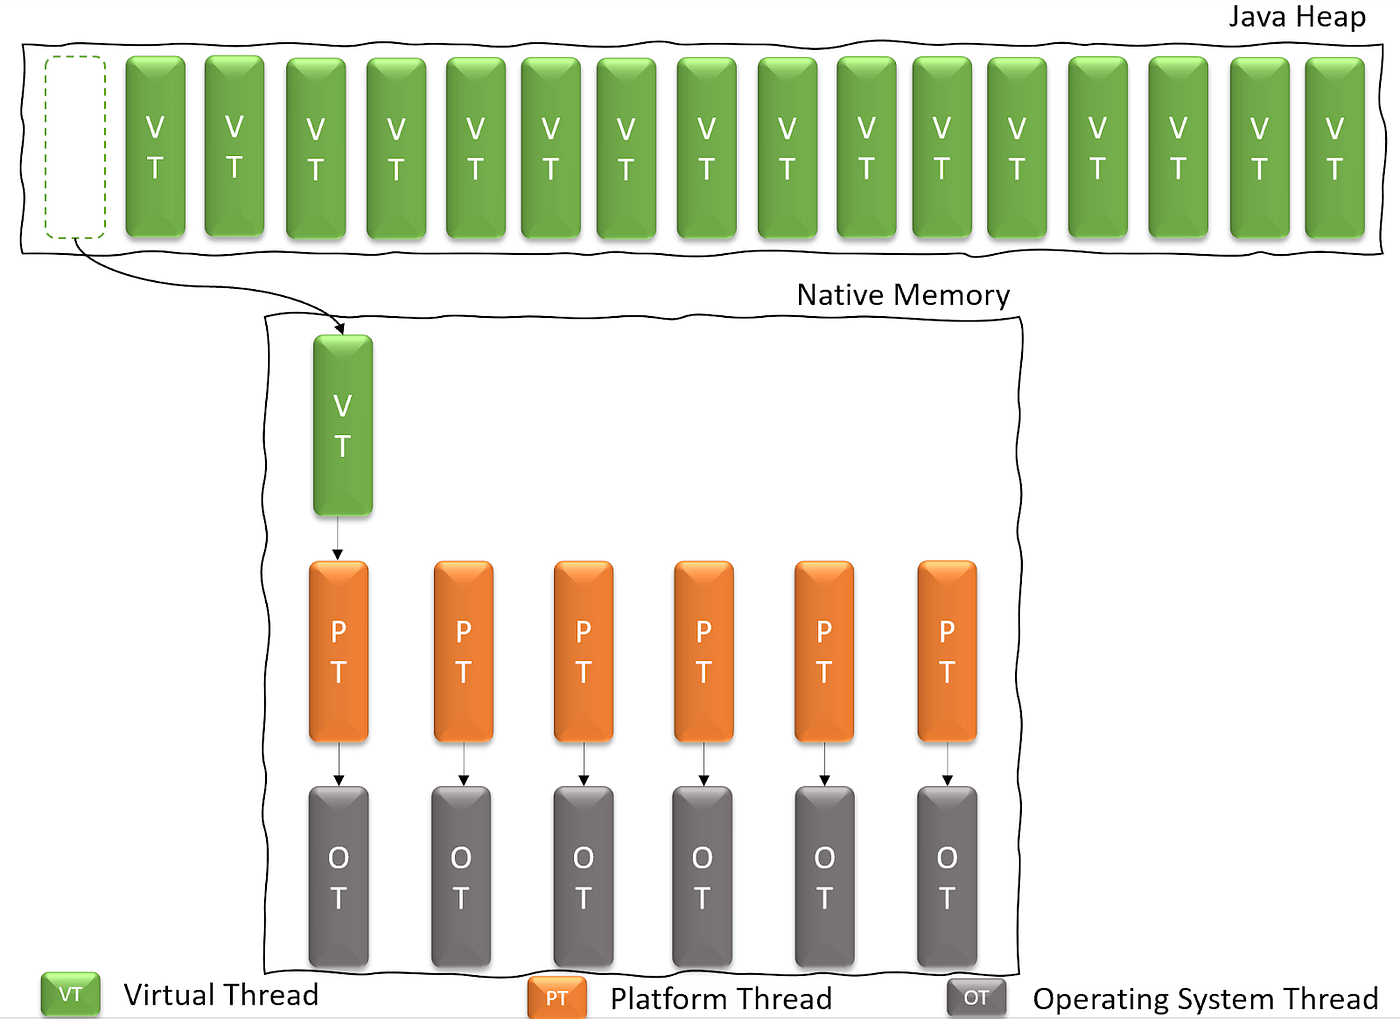 Java Heap
V V V V V V V V V V V V V V V V
T T T T T T T T T T T T T T T T
Native Memory
V
T
P P P P P P
T T T T T T
O O O O O O
T T T T T T
VT Virtual Thread PT Platform Thread OT Operating System Thread